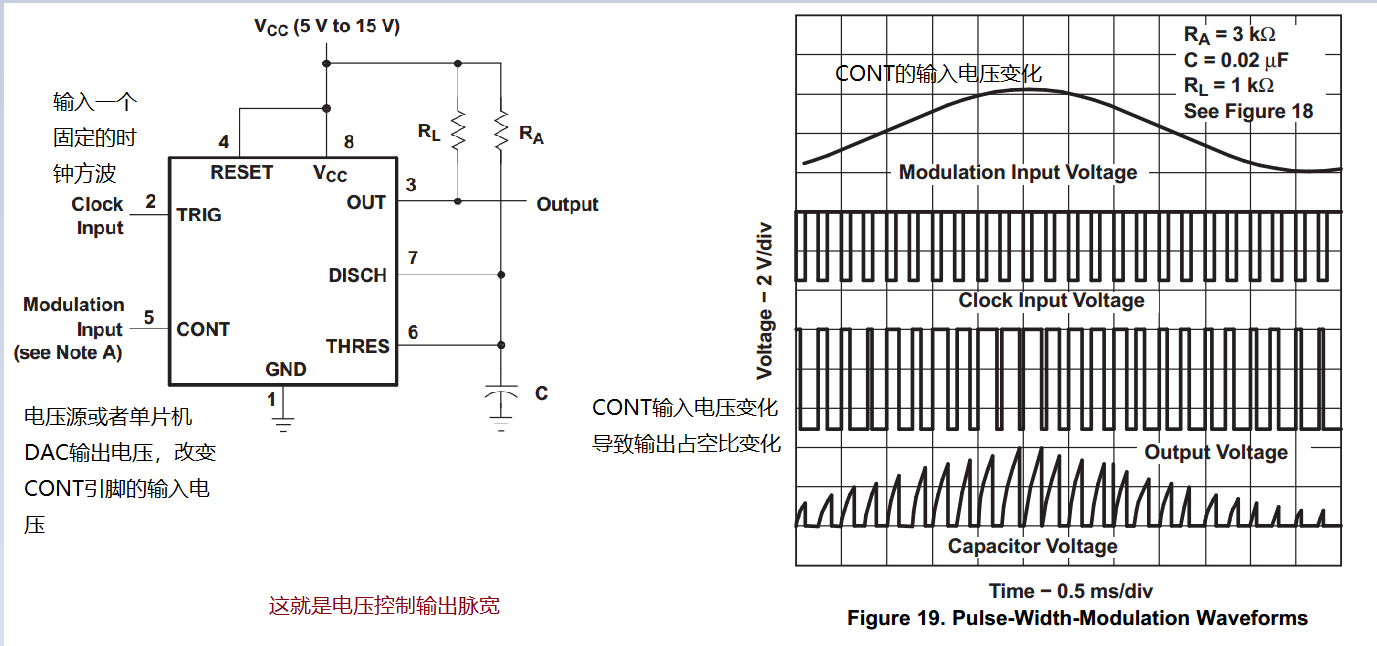 VCC (5 V to 15 V)
输入一个
固定的时
钟方波
4
8
RL
RA
RESET
VCC
3
Clock
Input
2
TRIG
OUT
Output
7
DISCH
Modulation
Input
(see Note A)
5
CONT
6
THRES
GND
1
C
电压源或者单片机
DAC输出电压，改变
CONT引脚的输入电
压
CONT输入电压变化
导致输出占空比变化
这就是电压控制输出脉宽
RA = 3 kΩ
C = 0.02 μF
RL = 1 kΩ
See Figure 18
CONT的输入电压变化
Modulation Input Voltage
Voltage − 2 V/div
Clock Input Voltage
Output Voltage
Capacitor Voltage
Time − 0.5 ms/div
Figure 19. Pulse-Width-Modulation Waveforms